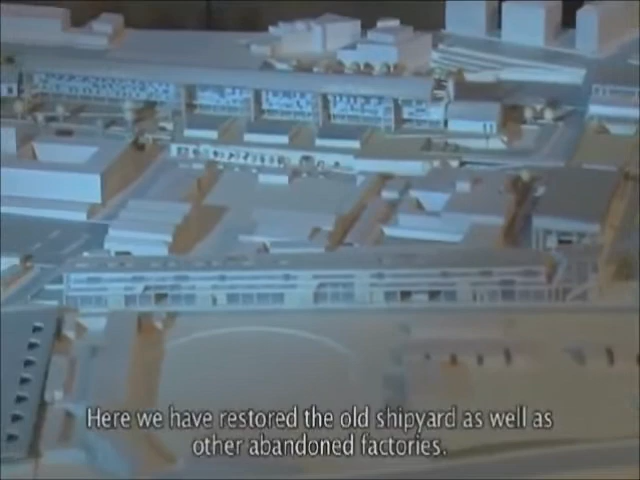 Here we have restored the old shipyard as well as
other abandoned factories.